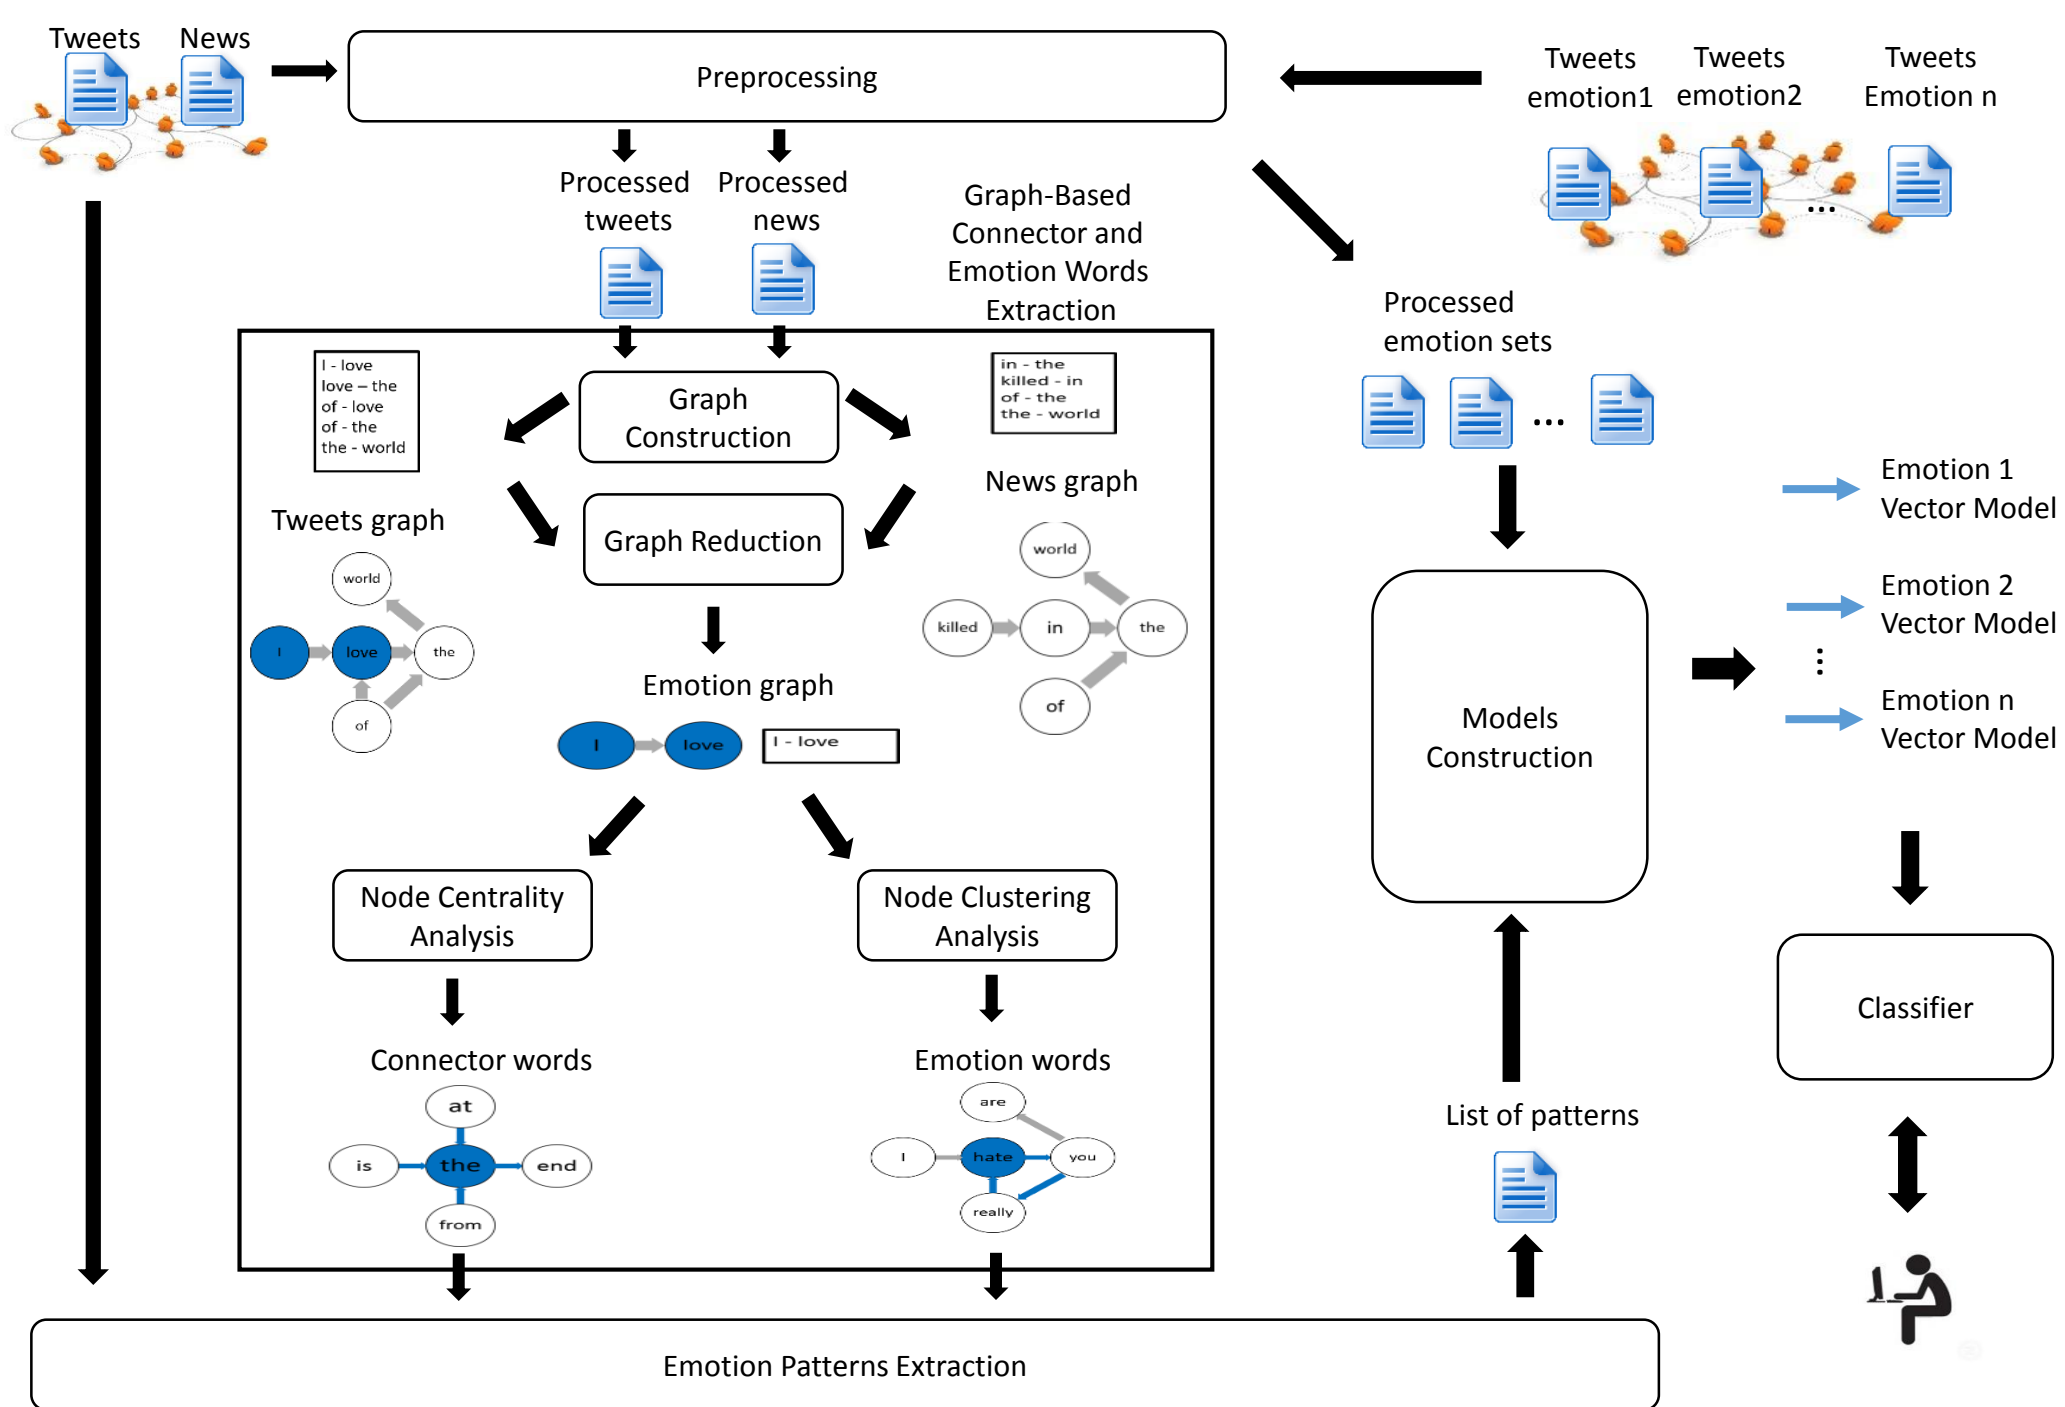 Tweets
News
Preprocessing
Tweets
emotion1
Tweets
emotion2
Tweets
Emotion n
...
Processed
tweets
Processed
news
Graph-Based
Connector and
Emotion Words
Extraction
Processed
emotion sets
...
I - love
love – the
of - love
of - the
the - world
Graph
Construction
in - the
killed - in
of - the
the - world
Tweets graph
Graph Reduction
News graph
world
I
love
the
of
world
killed
in
the
of
Emotion graph
I
love
I - love
Emotion 1
Vector Model
Emotion 2
Vector Model
...
Emotion n
Vector Model
Models
Construction
Node Centrality
Analysis
Node Clustering
Analysis
Classifier
Connector words
at
is
the
end
from
Emotion words
are
I
hate
you
really
List of patterns
Emotion Patterns Extraction